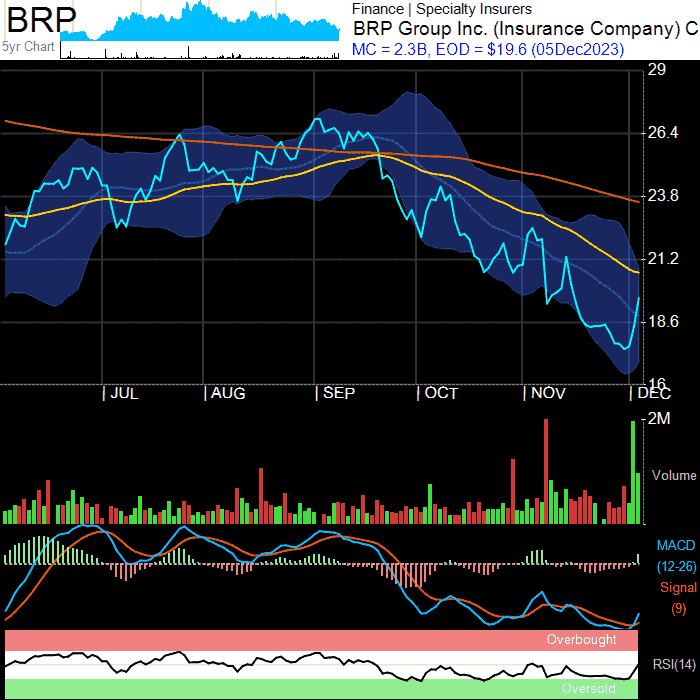 BRP
5yr Chart
Finance | Specialty Insurers
BRP Group Inc. (Insurance Company) C
MC = 2.3B, EOD = $19.6 (05Dec2023)
29
26.4
23.8
21.2
18.6
16
JUL
AUG
SEP
OCT
NOV
DEC
2M
Volume
MACD
(12-26)
Signal
(9)
Overbought
RSI(14)
Oversold